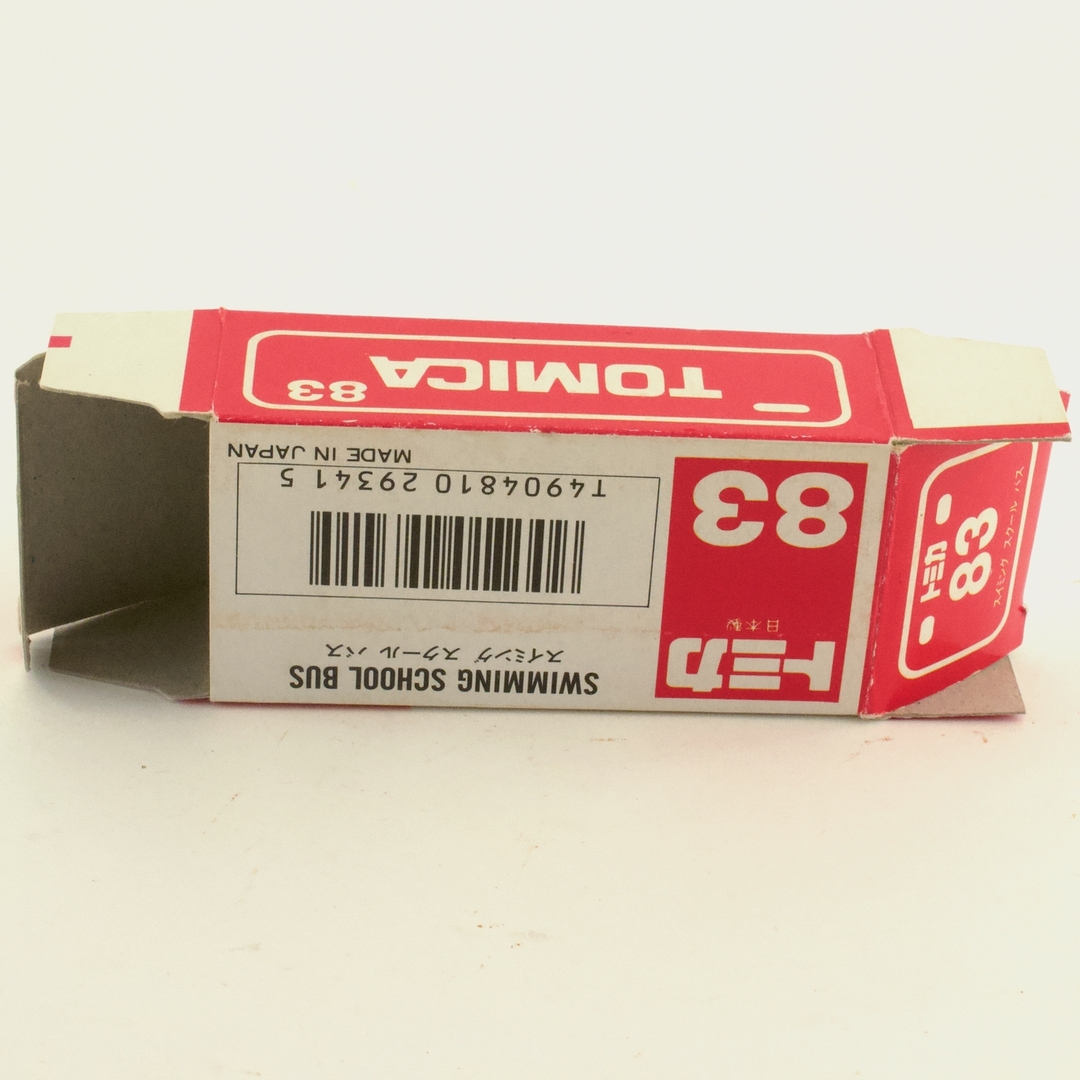 TOMICA 83
トミカ
日本製
83
SWIMMING SCHOOL BUS
スイミング スクール バス
T4904810 29341 5
MADE IN JAPAN
トミカ
83
スイミング スクール バス